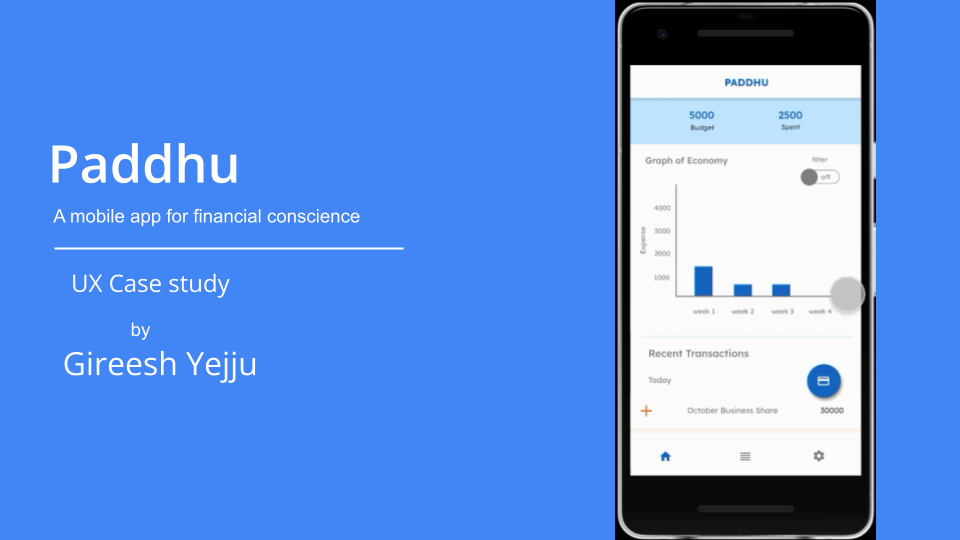 Paddhu
A mobile app for financial conscience
UX Case study
by
Gireesh Yejju
PADDHU
5000 2500
Budget Spent
Graph of Economy filter
off
Expense
4000
3000
2000
1000
week 1 week 2 week 3 week 4
Recent Transactions
Today
October Business Share 30000